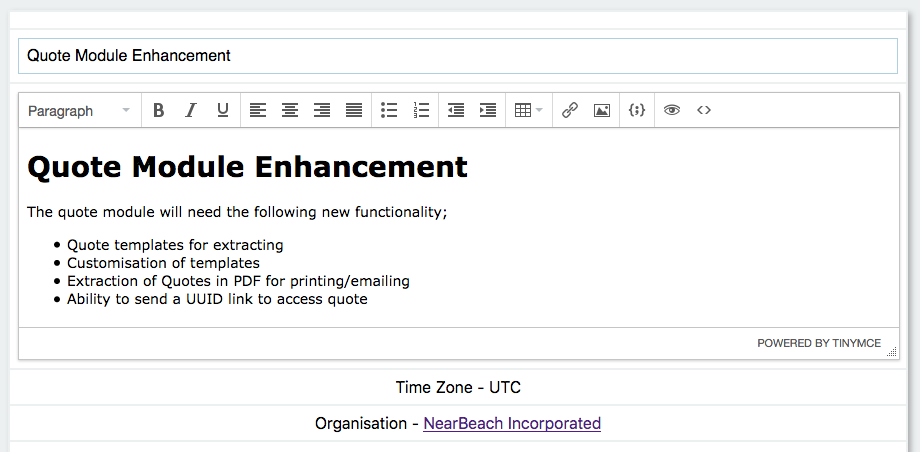 Quote Module Enhancement
Paragraph B I U
Quote Module Enhancement
The quote module will need the following new functionality;
• Quote templates for extracting
• Customisation of templates
• Extraction of Quotes in PDF for printing/emailing
• Ability to send a UUID link to access quote
POWERED BY TINYMCE
Time Zone - UTC
Organisation - NearBeach Incorporated